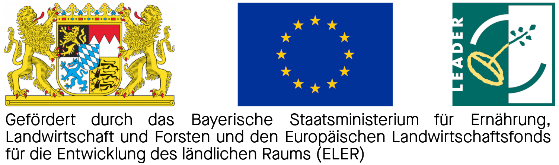 LEADER
Gefördert durch das Bayerische Staatsministerium für Ernährung,
Landwirtschaft und Forsten und den Europäischen Landwirtschaftsfonds
für die Entwicklung des ländlichen Raums (ELER)